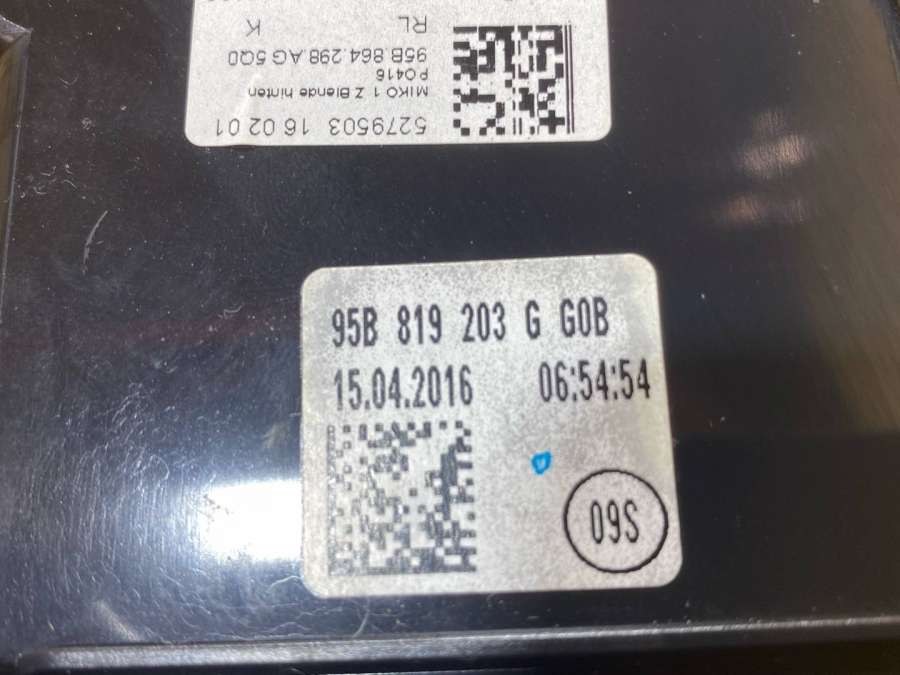 5279503 16 02 01
MIKO 1 Z Blende hinten
PO416
95B.864.298.AG 5Q0
RL K
95B 819 203 G G0B
15.04.2016 06:54:54
09S